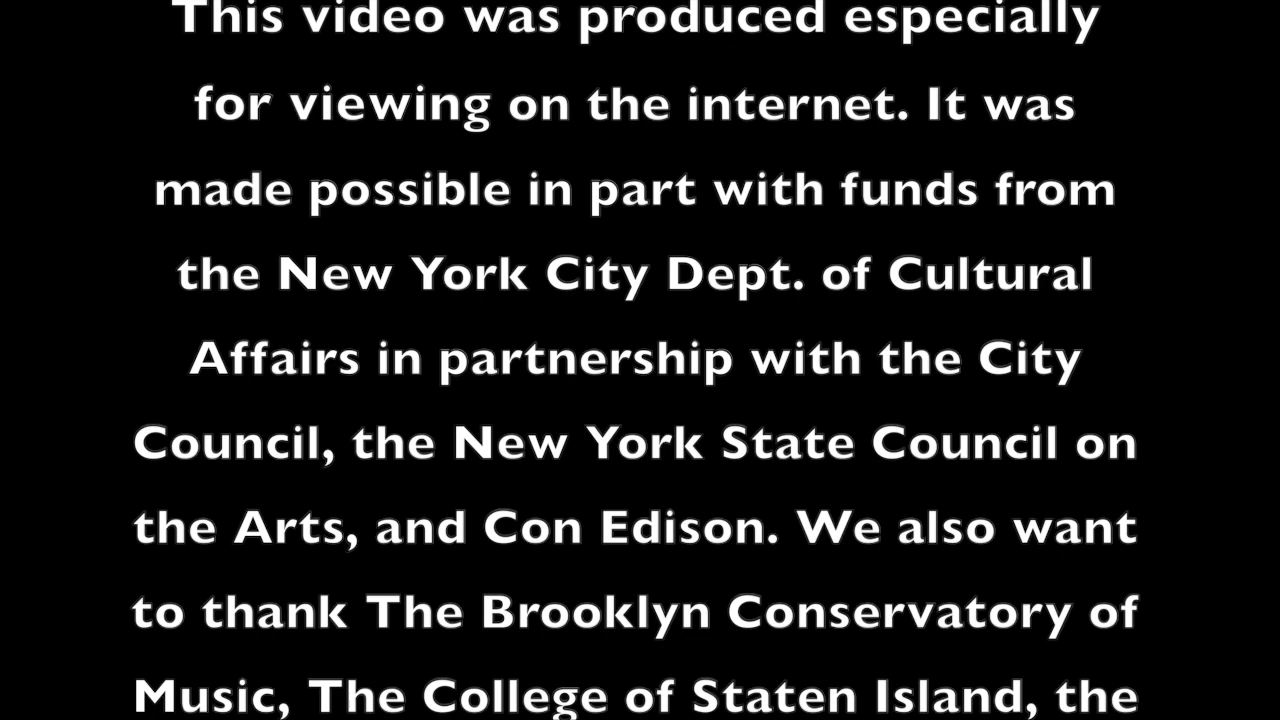 This video was produced especially
for viewing on the internet. It was
made possible in part with funds from
the New York City Dept. of Cultural
Affairs in partnership with the City
Council, the New York State Council on
the Arts, and Con Edison. We also want
to thank The Brooklyn Conservatory of
Music, The College of Staten Island, the